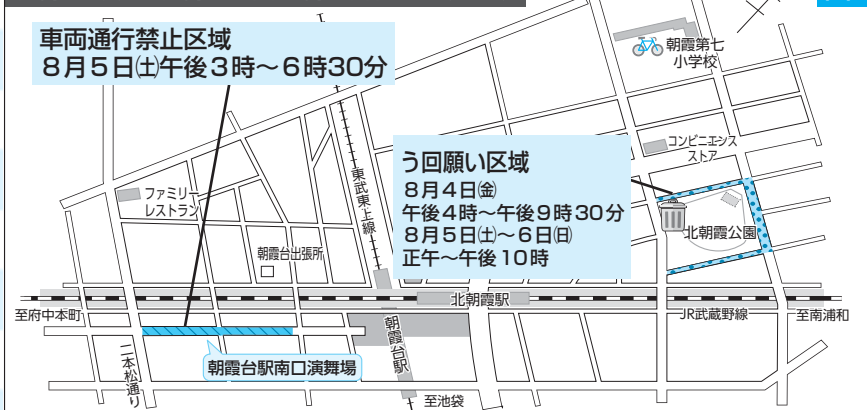 車両通行禁止区域
8月5日㈯午後3時～6時30分
朝霞第七
小学校
コンビニエンス
ストア
う回願い区域
8月4日㈮
午後4時～午後9時30分
8月5日㈯～6日㈰
正午～午後10時
東武東上線
ファミリー
レストラン
北朝霞公園
朝霞台出張所
北朝霞駅
至府中本町
JR武蔵野線
至南浦和
朝霞台駅
二本松通り
朝霞台駅南口演舞場
至池袋